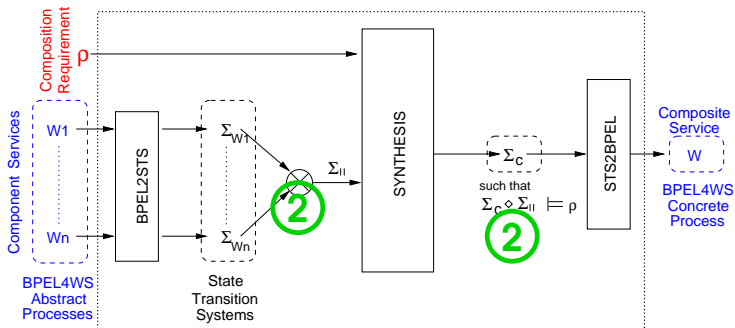 Composition
Requirement
ρ
Component Services
W1
Wn
BPEL4WS
Abstract
Processes
BPEL2STS
Σ_W1
Σ_Wn
State
Transition
Systems
2
Σ_||
SYNTHESIS
Σ_C
such that
Σ_C ⋄ Σ_|| ⊨ ρ
2
STS2BPEL
Composite
Service
W
BPEL4WS
Concrete
Process